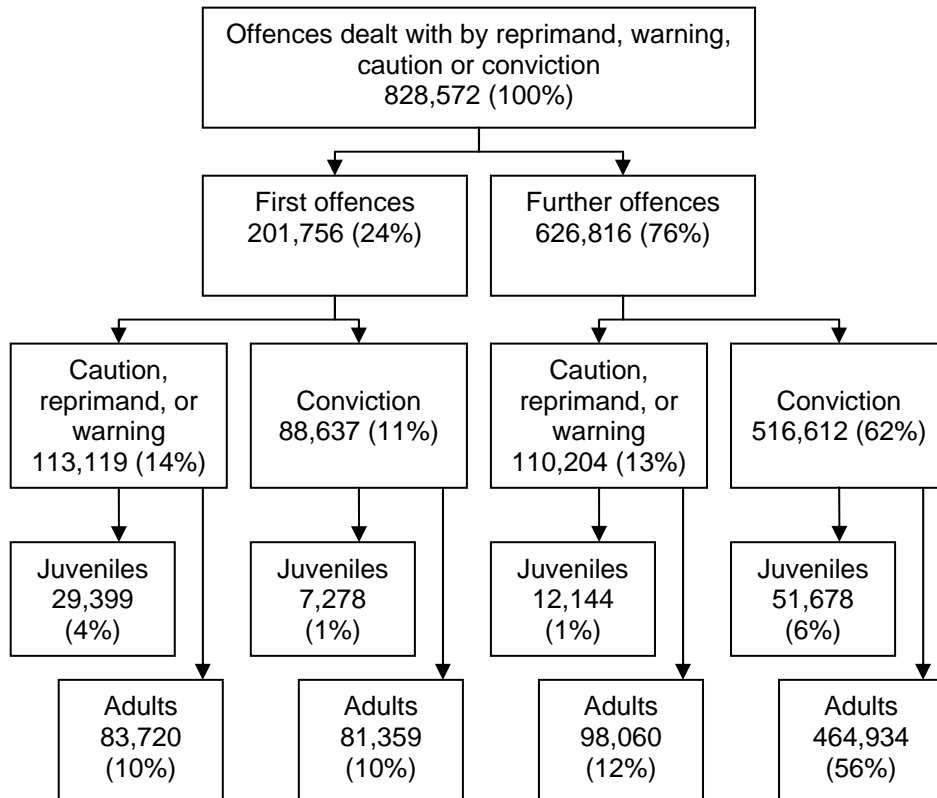 Offences dealt with by reprimand, warning,
caution or conviction
828,572 (100%)
First offences
201,756 (24%)
Further offences
626,816 (76%)
Caution,
reprimand, or
warning
113,119 (14%)
Conviction
88,637 (11%)
Caution,
reprimand, or
warning
110,204 (13%)
Conviction
516,612 (62%)
Juveniles
29,399
(4%)
Juveniles
7,278
(1%)
Juveniles
12,144
(1%)
Juveniles
51,678
(6%)
Adults
83,720
(10%)
Adults
81,359
(10%)
Adults
98,060
(12%)
Adults
464,934
(56%)